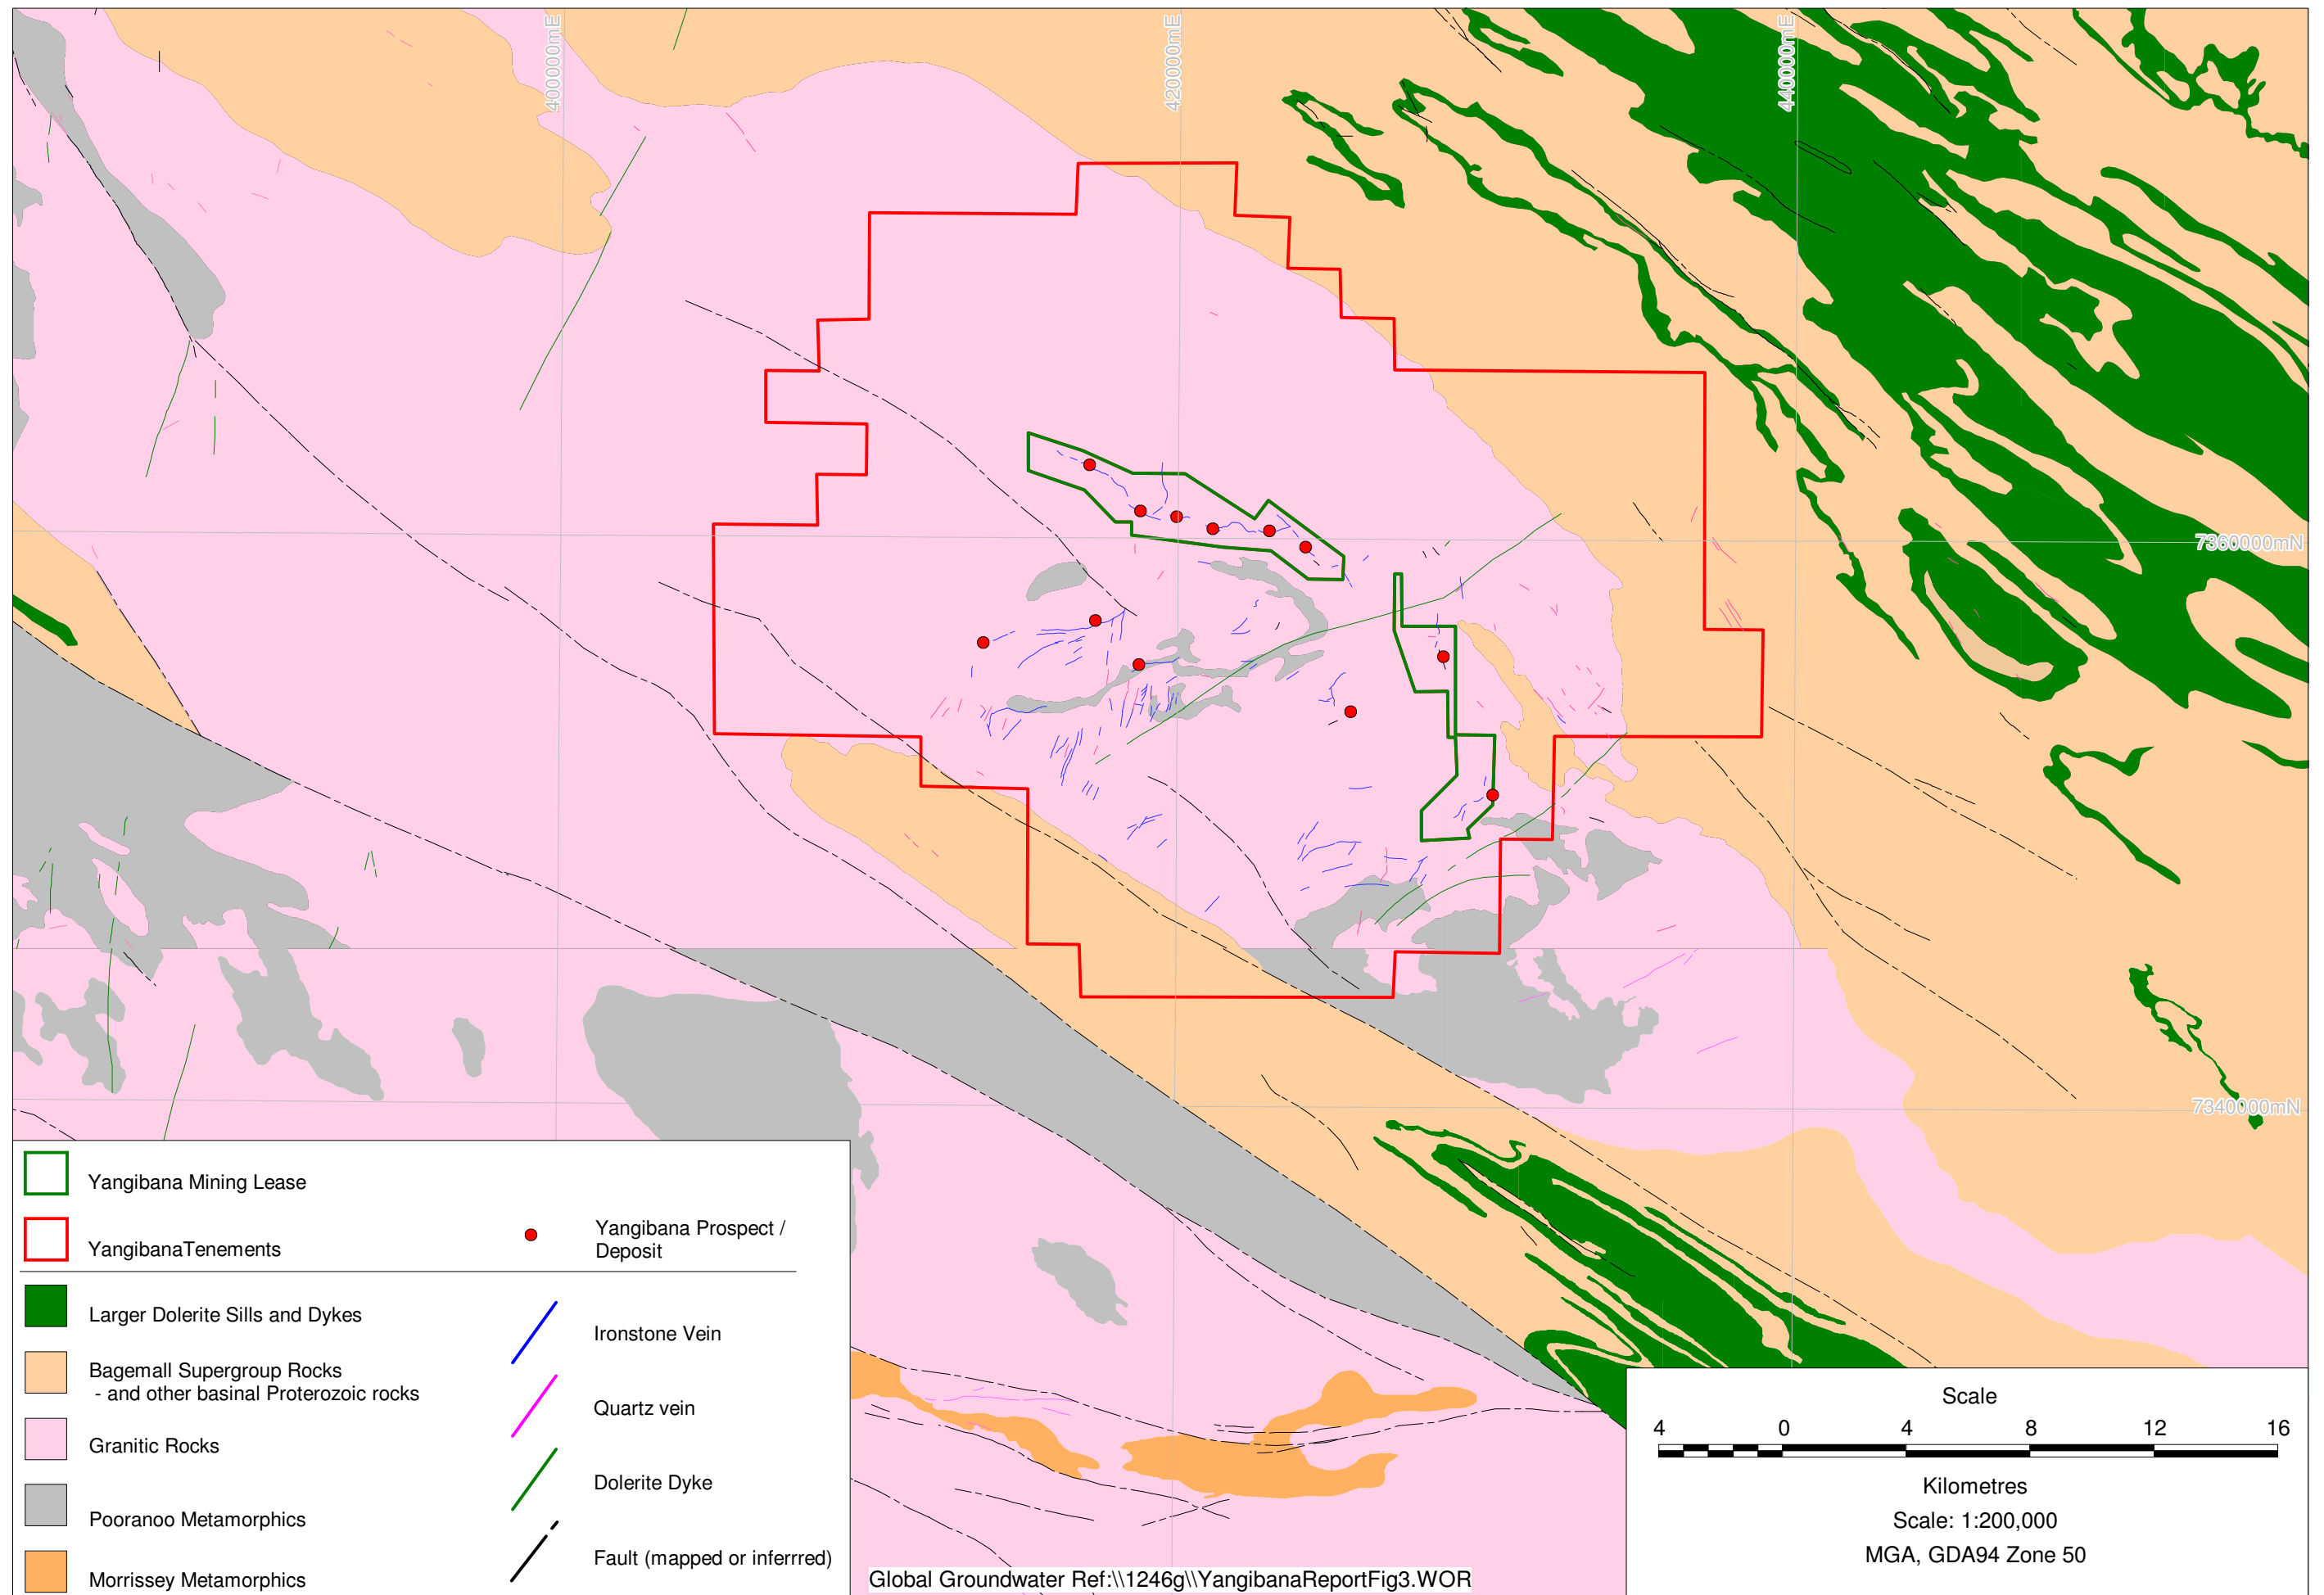 400000mE
420000mE
440000mE
7360000mN
7340000mN
Yangibana Mining Lease
YangibanaTenements
Yangibana Prospect /
Deposit
Larger Dolerite Sills and Dykes
Bagemall Supergroup Rocks
- and other basinal Proterozoic rocks
Granitic Rocks
Pooranoo Metamorphics
Morrissey Metamorphics
Ironstone Vein
Quartz vein
Dolerite Dyke
Fault (mapped or inferrred)
Global Groundwater Ref:\\1246g\\YangibanaReportFig3.WOR
Scale
4 0 4 8 12 16
Kilometres
Scale: 1:200,000
MGA, GDA94 Zone 50